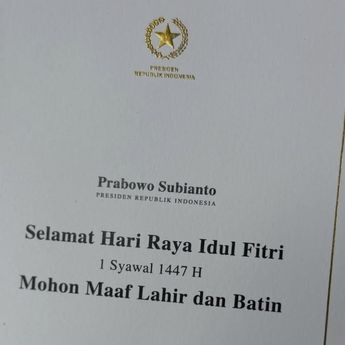 PRESIDEN
REPUBLIK INDONESIA
Prabowo Subianto
PRESIDEN REPUBLIK INDONESIA
Selamat Hari Raya Idul Fitri
1 Syawal 1447 H
Mohon Maaf Lahir dan Batin